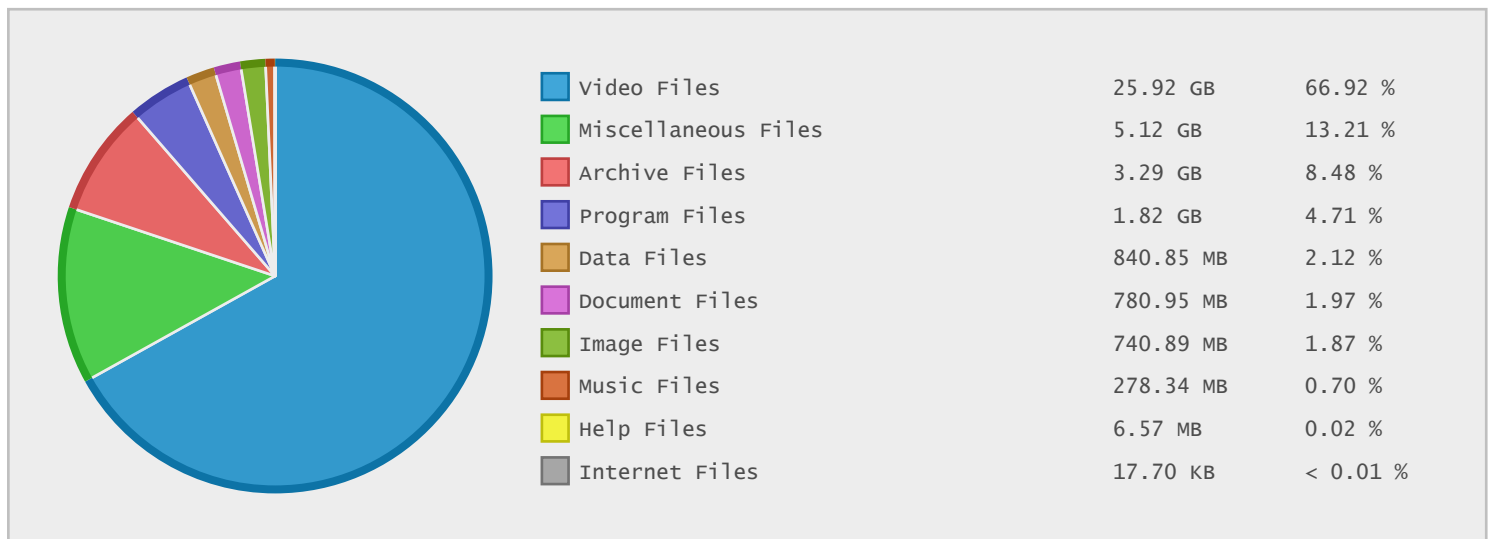 Video Files 25.92 GB 66.92 %
Miscellaneous Files 5.12 GB 13.21 %
Archive Files 3.29 GB 8.48 %
Program Files 1.82 GB 4.71 %
Data Files 840.85 MB 2.12 %
Document Files 780.95 MB 1.97 %
Image Files 740.89 MB 1.87 %
Music Files 278.34 MB 0.70 %
Help Files 6.57 MB 0.02 %
Internet Files 17.70 KB < 0.01 %